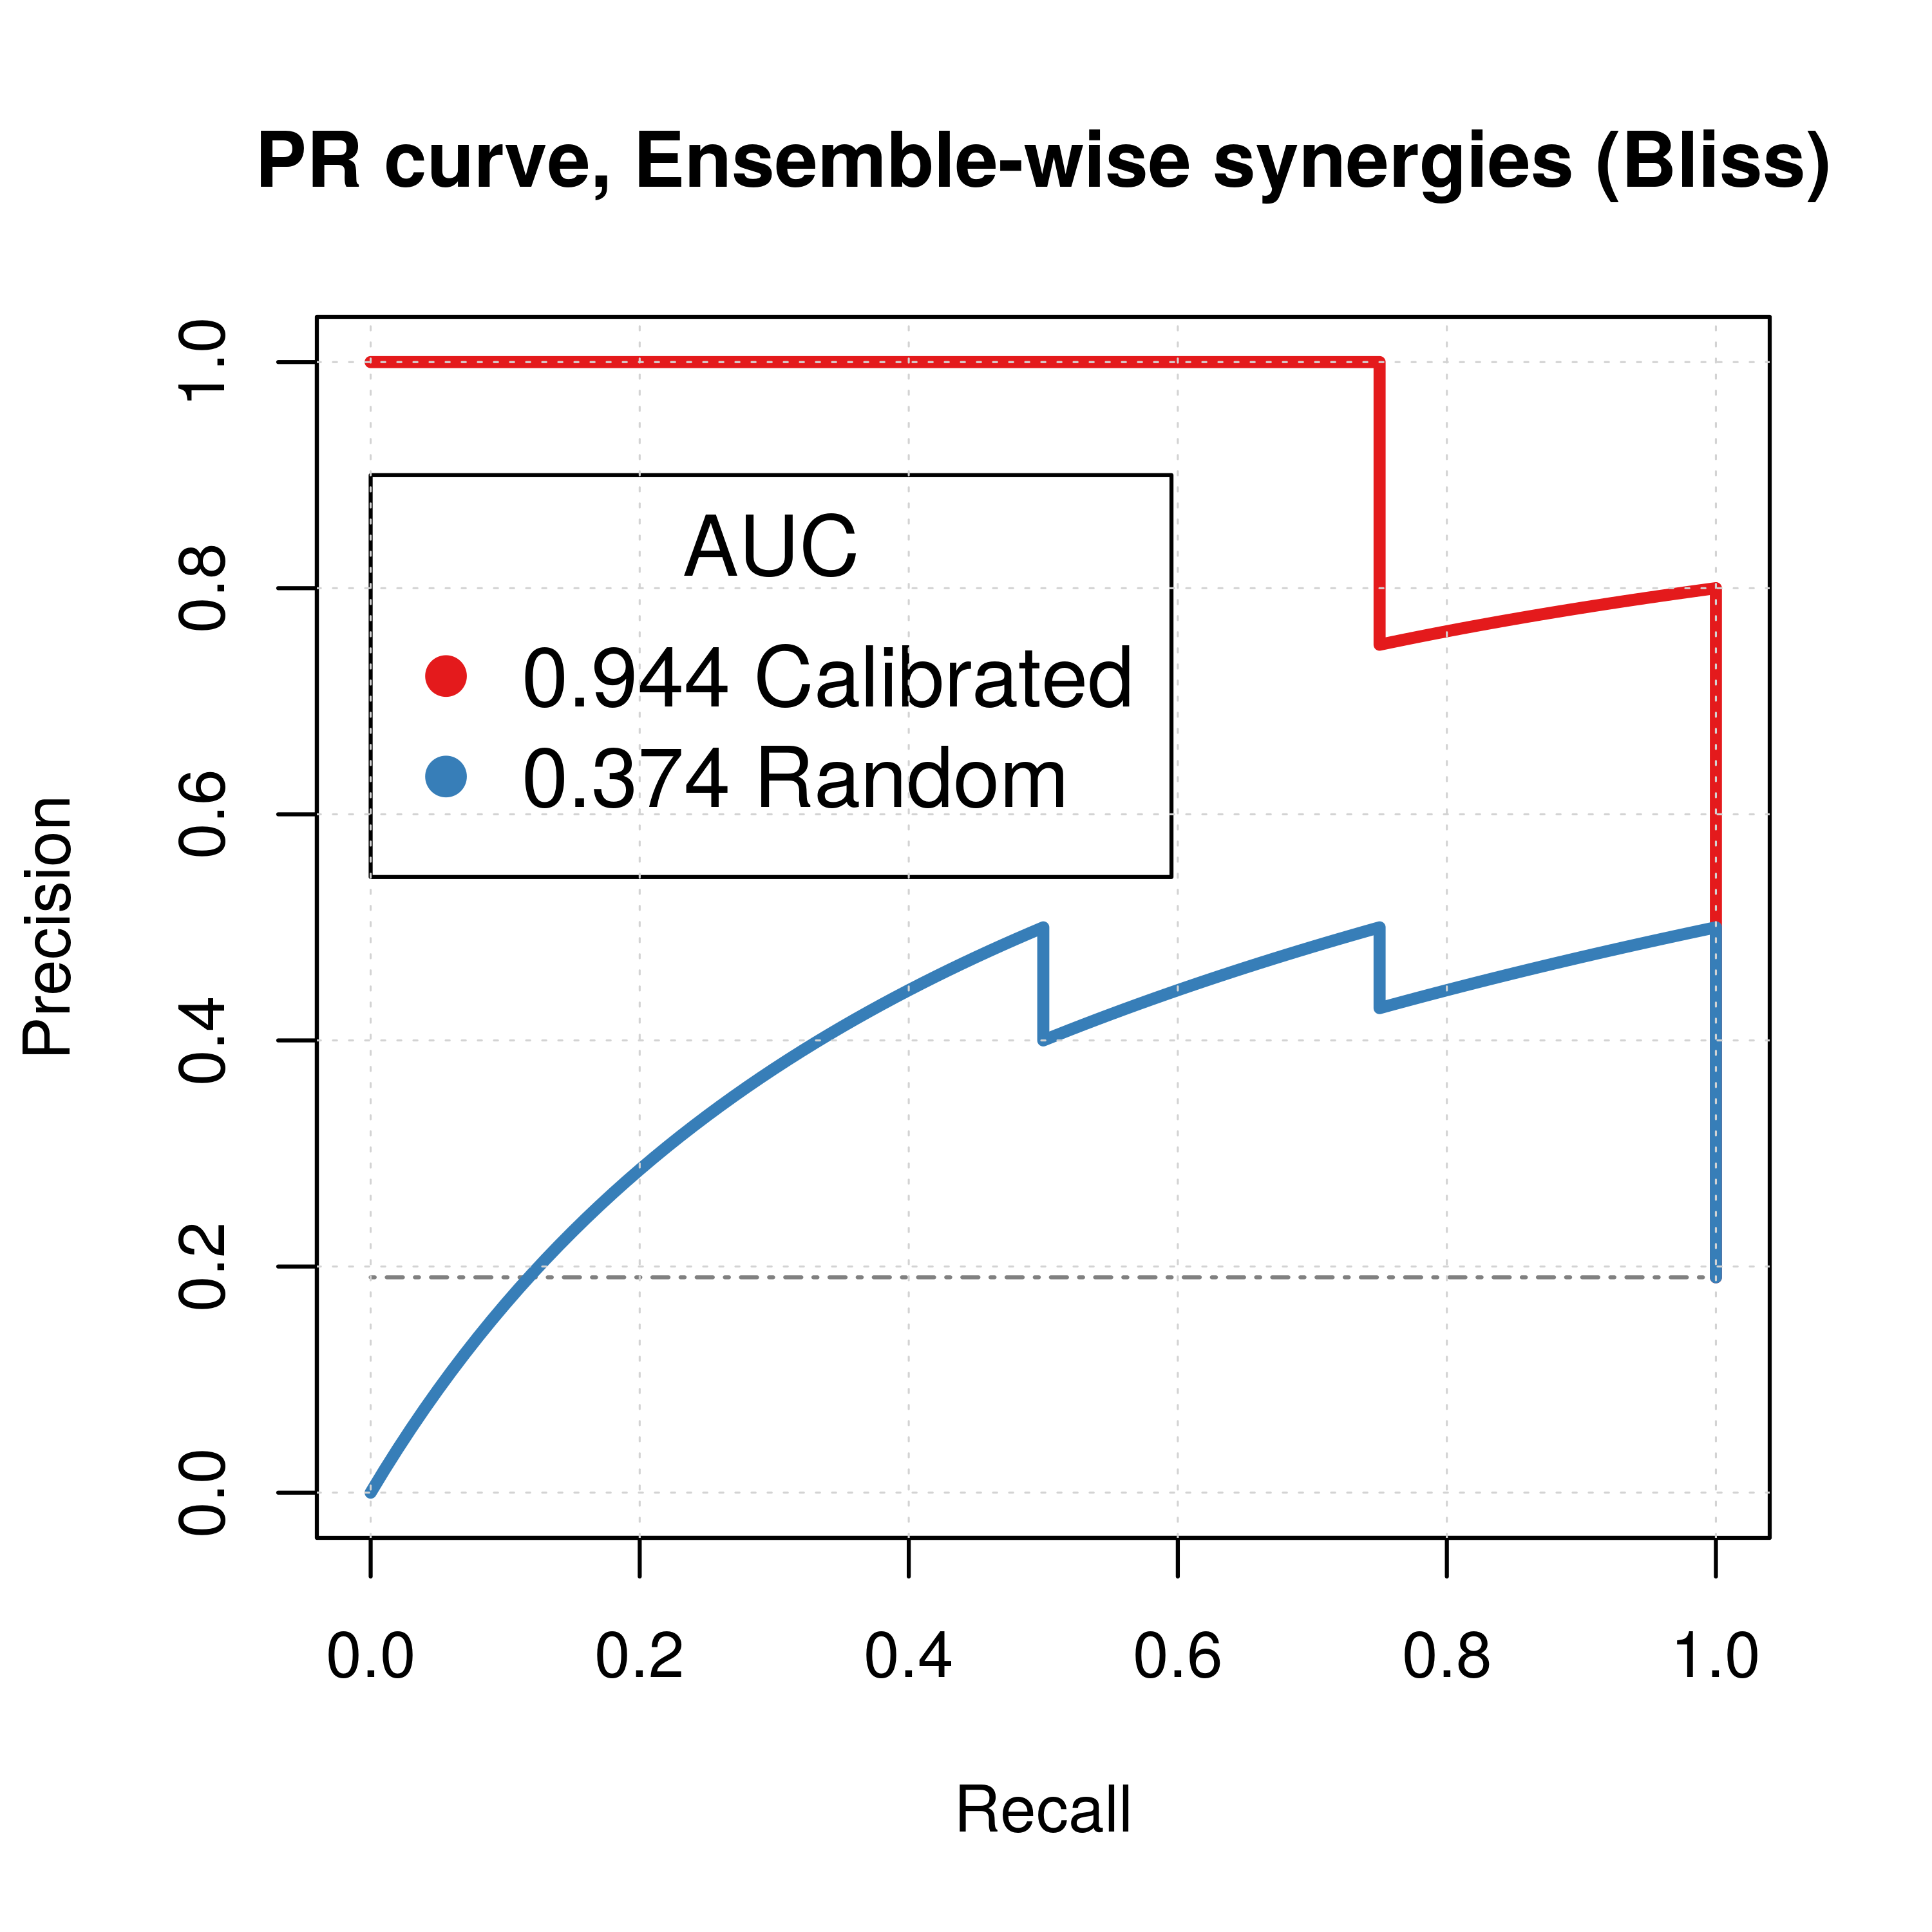 PR curve, Ensemble-wise synergies (Bliss)
1.0
0.8
0.6
0.4
0.2
0.0
Precision
AUC
0.944 Calibrated
0.374 Random
0.0 0.2 0.4 0.6 0.8 1.0
Recall